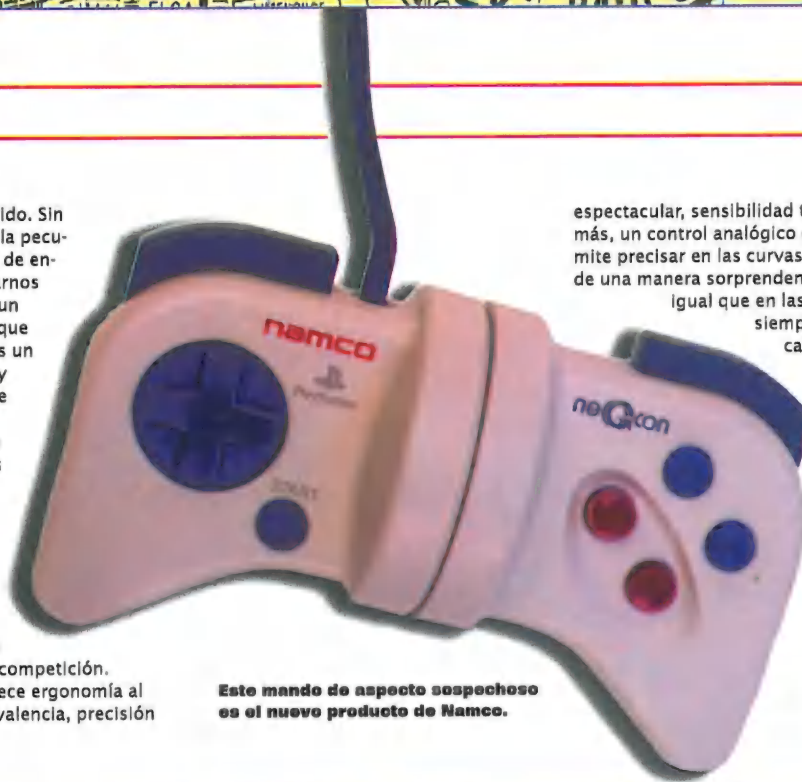 ido. Sin
la pecu-
de en-
rnos
un
que
s un
y
e
s
competición.
ece ergonomía al
valencia, precisión
namco
PlayStation
START
neGcon
Este mando de aspecto sospechoso
es el nuevo producto de Namco.
espectacular, sensibilidad t
más, un control analógico
mite precisar en las curvas
de una manera sorprenden
igual que en las
siemp
ca